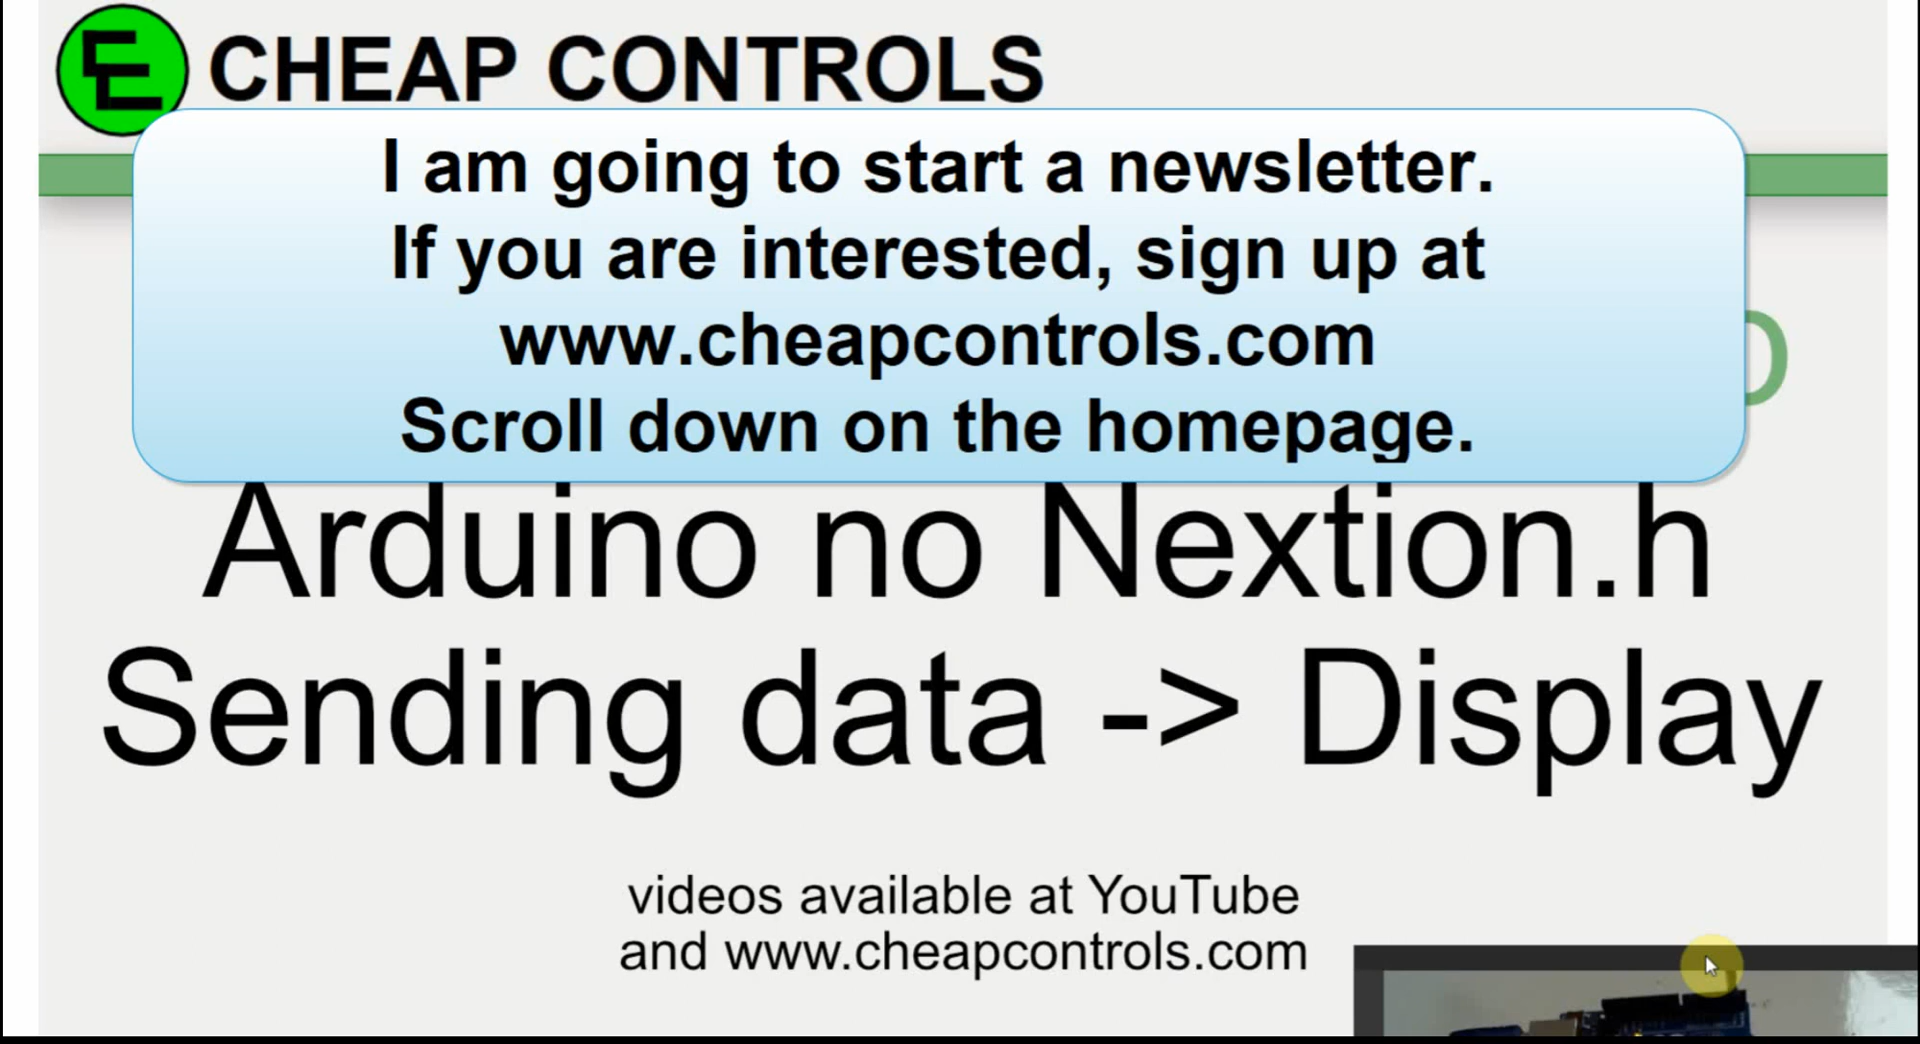 CHEAP CONTROLS
I am going to start a newsletter.
If you are interested, sign up at
www.cheapcontrols.com
Scroll down on the homepage.
Arduino no Nextion.h
Sending data -> Display
videos available at YouTube
and www.cheapcontrols.com